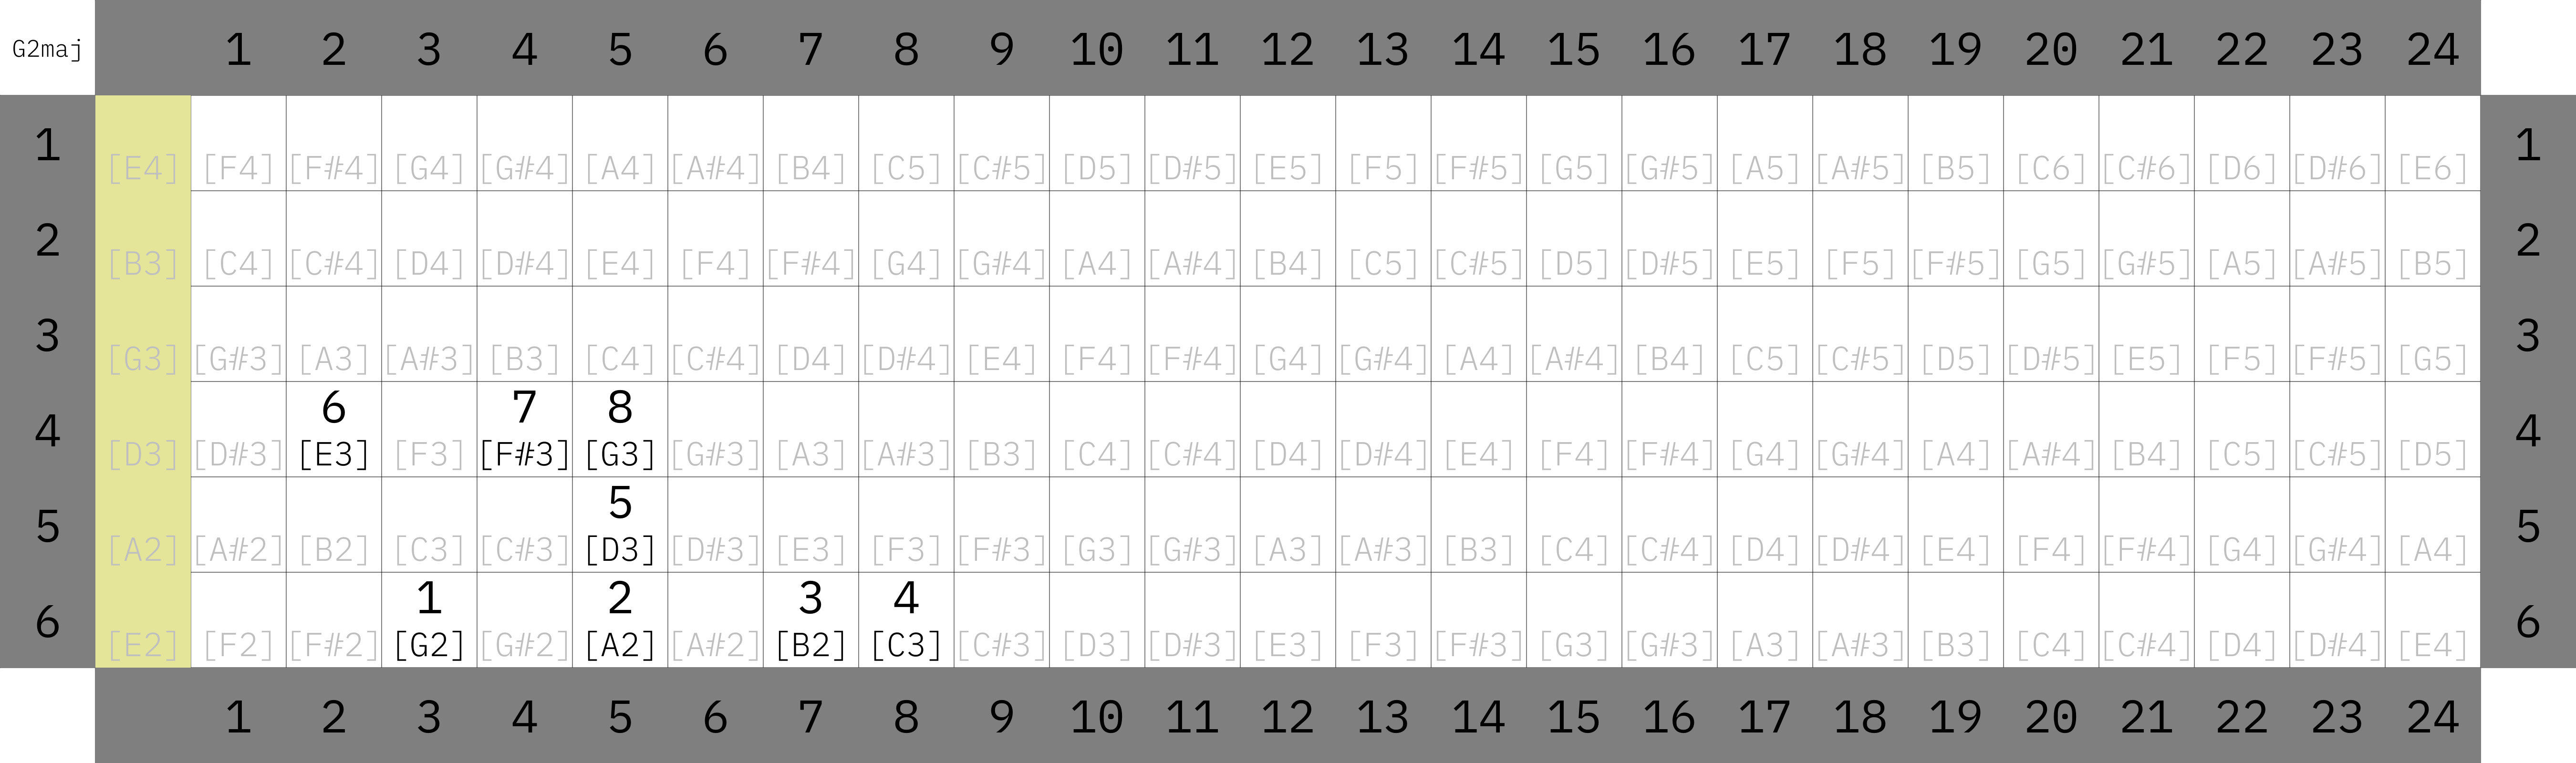 G2maj 1 2 3 4 5 6 7 8 9 10 11 12 13 14 15 16 17 18 19 20 21 22 23 24
1 [E4] [F4] [F#4] [G4] [G#4] [A4] [A#4] [B4] [C5] [C#5] [D5] [D#5] [E5] [F5] [F#5] [G5] [G#5] [A5] [A#5] [B5] [C6] [C#6] [D6] [D#6] [E6] 1
2 [B3] [C4] [C#4] [D4] [D#4] [E4] [F4] [F#4] [G4] [G#4] [A4] [A#4] [B4] [C5] [C#5] [D5] [D#5] [E5] [F5] [F#5] [G5] [G#5] [A5] [A#5] [B5] 2
3 [G3] [G#3] [A3] [A#3] [B3] [C4] [C#4] [D4] [D#4] [E4] [F4] [F#4] [G4] [G#4] [A4] [A#4] [B4] [C5] [C#5] [D5] [D#5] [E5] [F5] [F#5] [G5] 3
6 7 8
4 [D3] [D#3] [E3] [F3] [F#3] [G3] [G#3] [A3] [A#3] [B3] [C4] [C#4] [D4] [D#4] [E4] [F4] [F#4] [G4] [G#4] [A4] [A#4] [B4] [C5] [C#5] [D5] 4
5
5 [A2] [A#2] [B2] [C3] [C#3] [D3] [D#3] [E3] [F3] [F#3] [G3] [G#3] [A3] [A#3] [B3] [C4] [C#4] [D4] [D#4] [E4] [F4] [F#4] [G4] [G#4] [A4] 5
1 2 3 4
6 [E2] [F2] [F#2] [G2] [G#2] [A2] [A#2] [B2] [C3] [C#3] [D3] [D#3] [E3] [F3] [F#3] [G3] [G#3] [A3] [A#3] [B3] [C4] [C#4] [D4] [D#4] [E4] 6
1 2 3 4 5 6 7 8 9 10 11 12 13 14 15 16 17 18 19 20 21 22 23 24